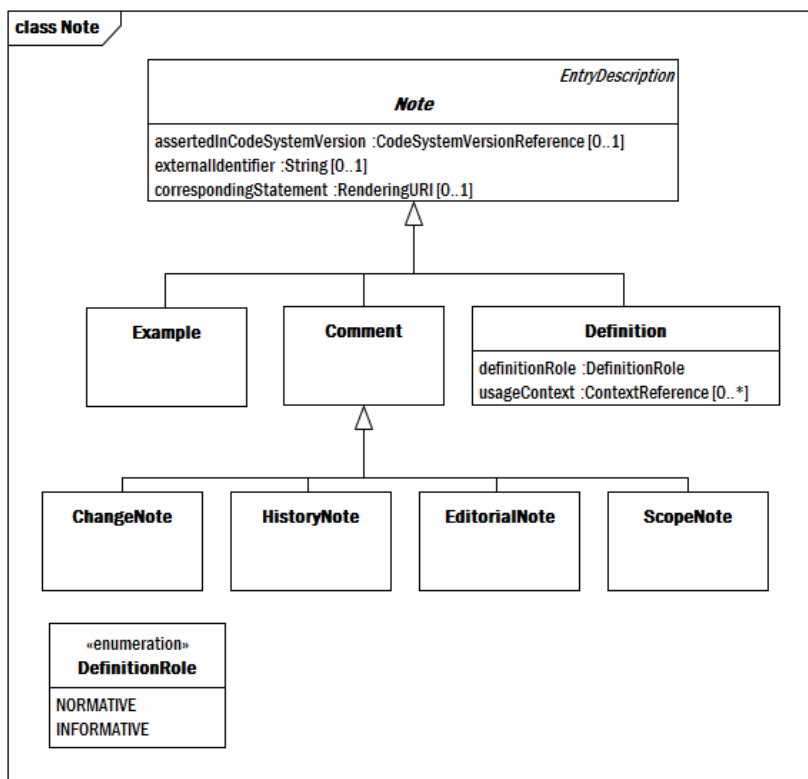 class Note
EntryDescription
Note
assertedInCodeSystemVersion :CodeSystemVersionReference [0..1]
externalIdentifier :String [0..1]
correspondingStatement :RenderingURI [0..1]
Example
Comment
Definition
definitionRole :DefinitionRole
usageContext :ContextReference [0..*]
ChangeNote
HistoryNote
EditorialNote
ScopeNote
«enumeration»
DefinitionRole
NORMATIVE
INFORMATIVE